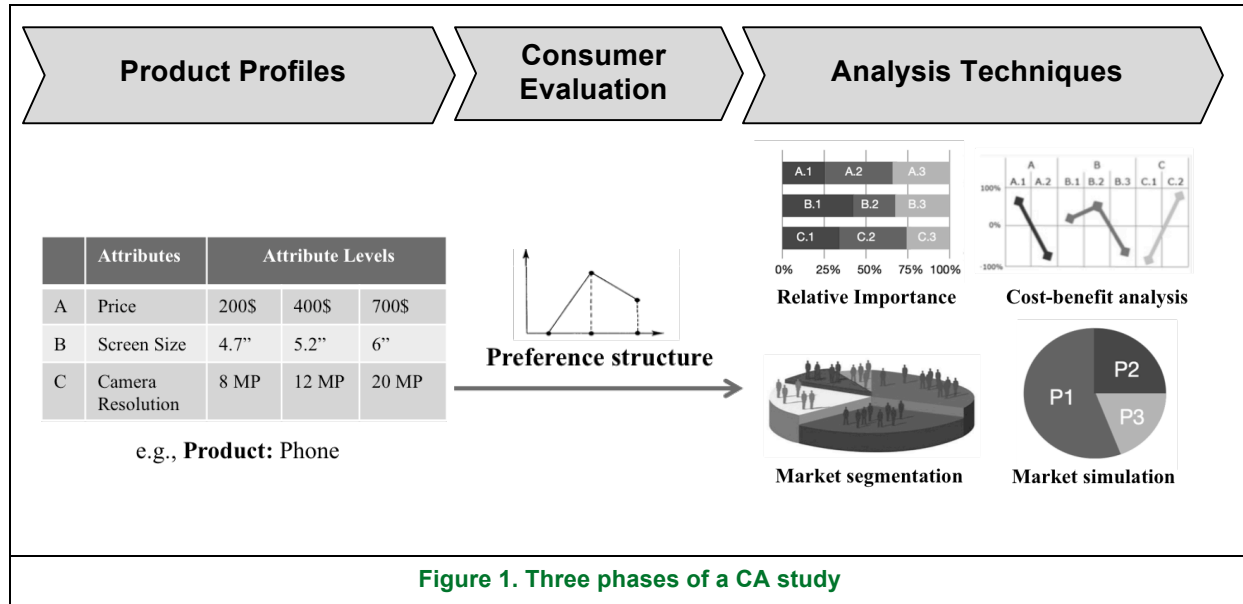 Product Profiles
Consumer
Evaluation
Analysis Techniques
Attributes Attribute Levels
A Price 200$ 400$ 700$
B Screen Size 4.7” 5.2” 6”
C Camera Resolution 8 MP 12 MP 20 MP
e.g., Product: Phone
Preference structure
A.1 A.2 A.3
B.1 B.2 B.3
C.1 C.2 C.3
0% 25% 50% 75% 100%
Relative Importance
A B C
A.1 A.2 B.1 B.2 B.3 C.1 C.2
100%
0%
-100%
Cost-benefit analysis
Market segmentation
P1 P2
P3
Market simulation
Figure 1. Three phases of a CA study